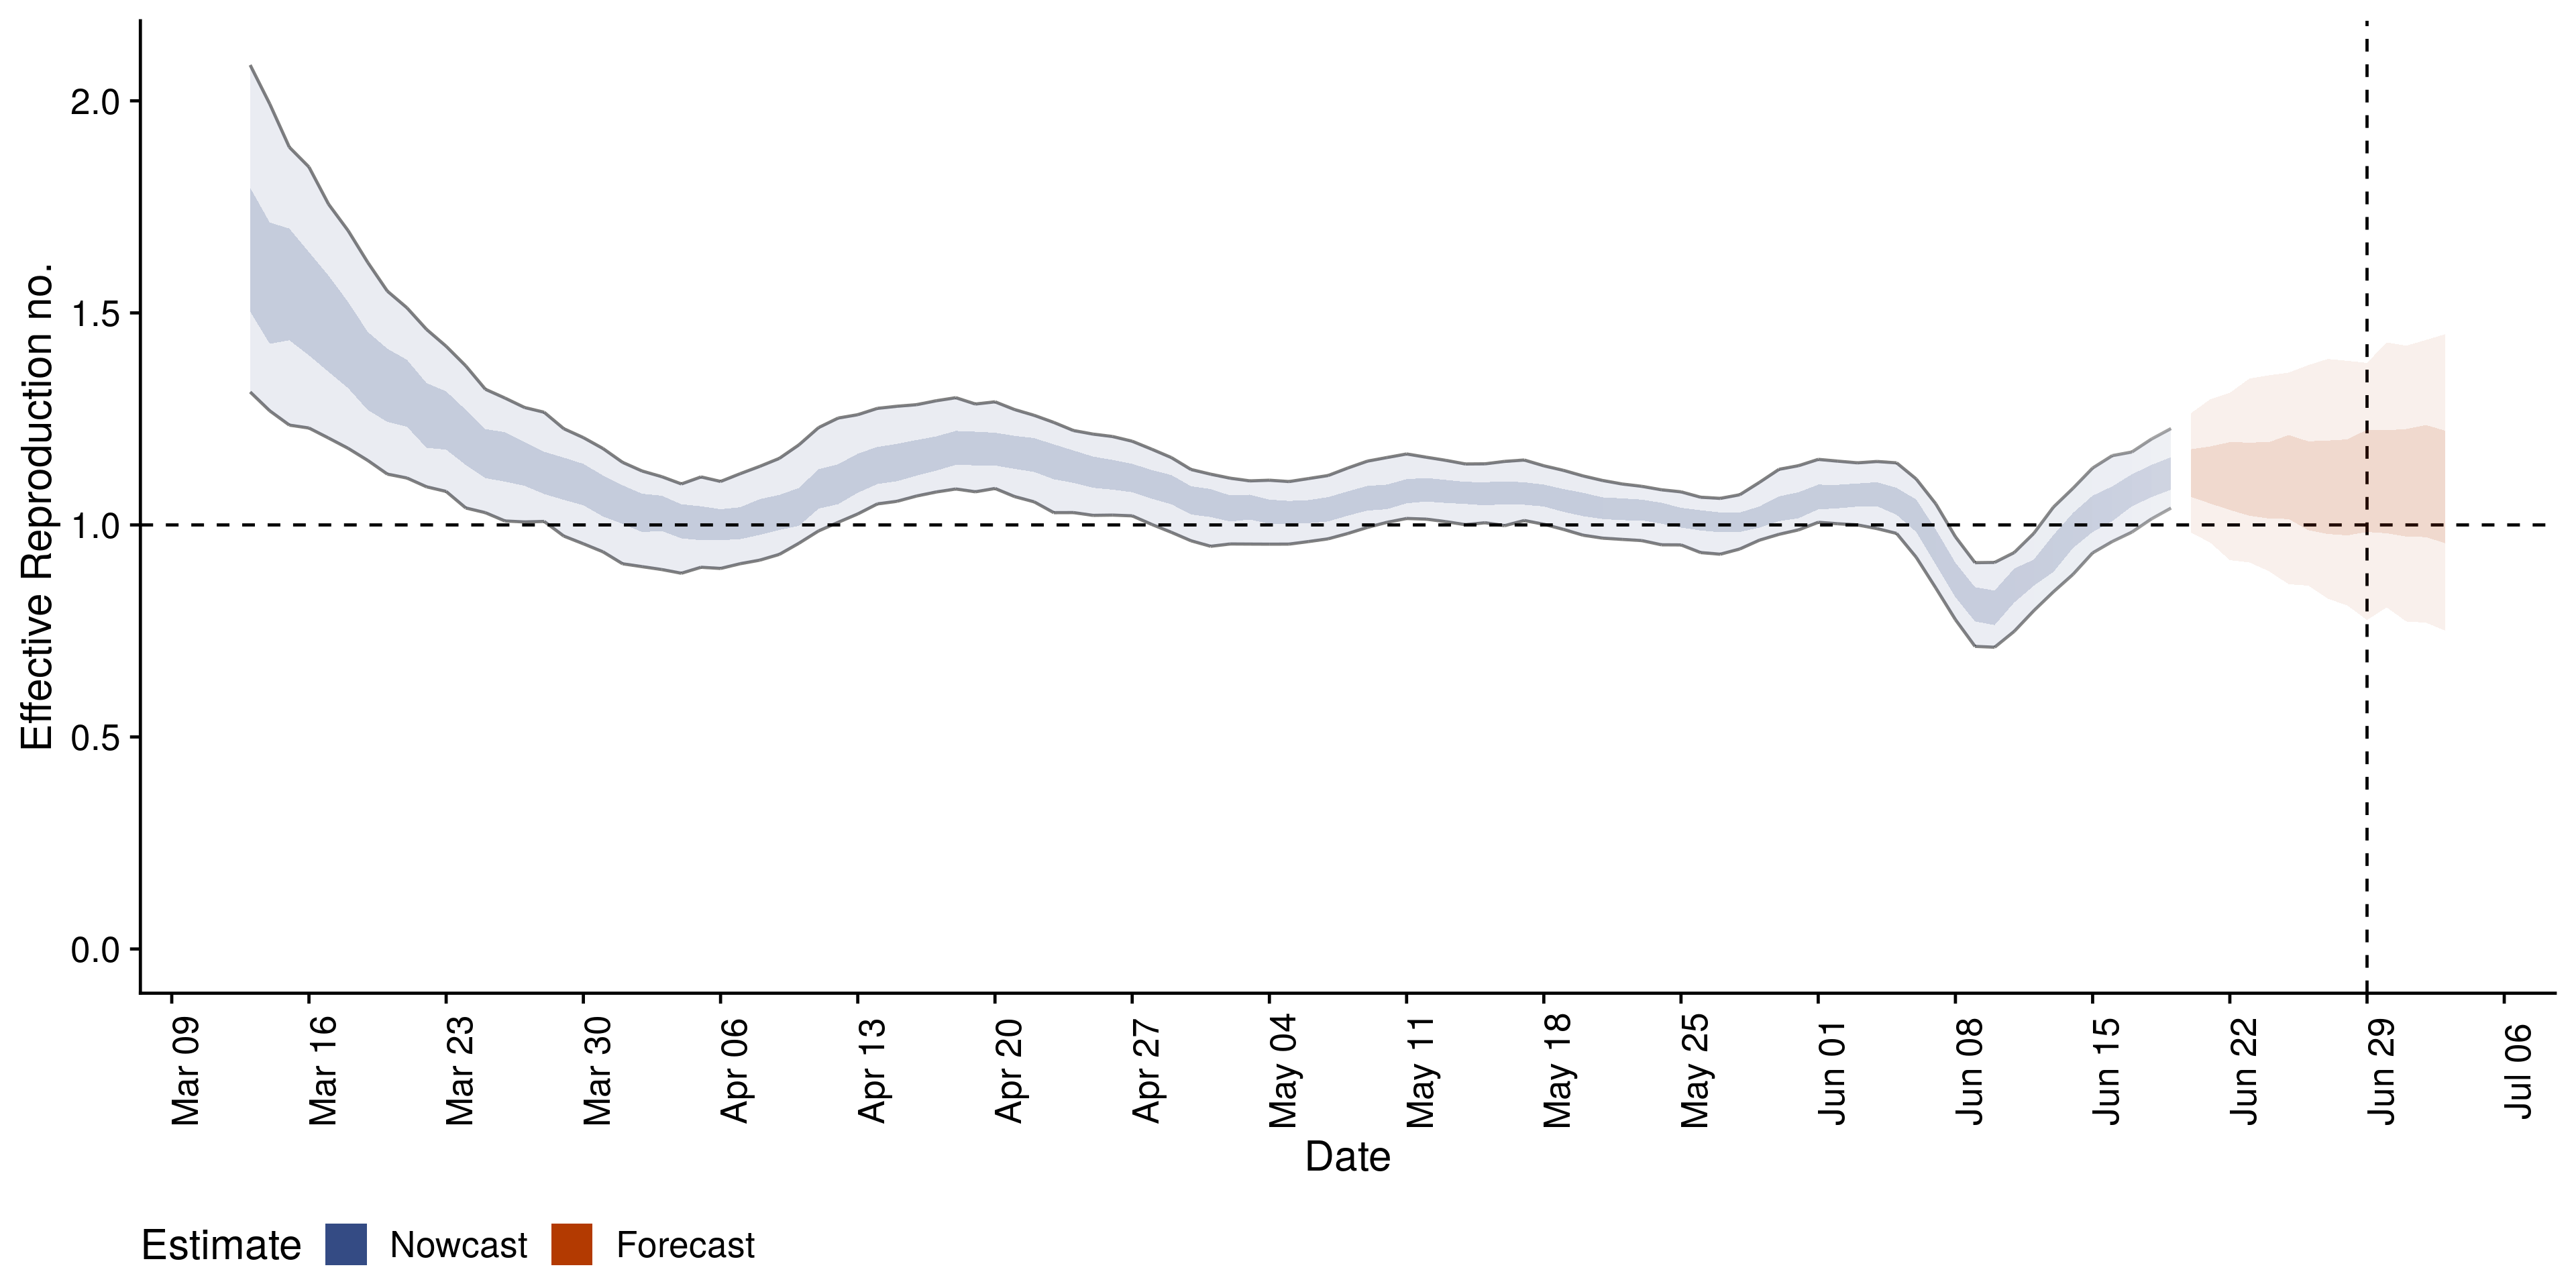 Effective Reproduction no.
2.0
1.5
1.0
0.5
0.0
Mar 09
Mar 16
Mar 23
Mar 30
Apr 06
Apr 13
Apr 20
Apr 27
May 04
May 11
May 18
May 25
Jun 01
Jun 08
Jun 15
Jun 22
Jun 29
Jul 06
Date
Estimate Nowcast Forecast